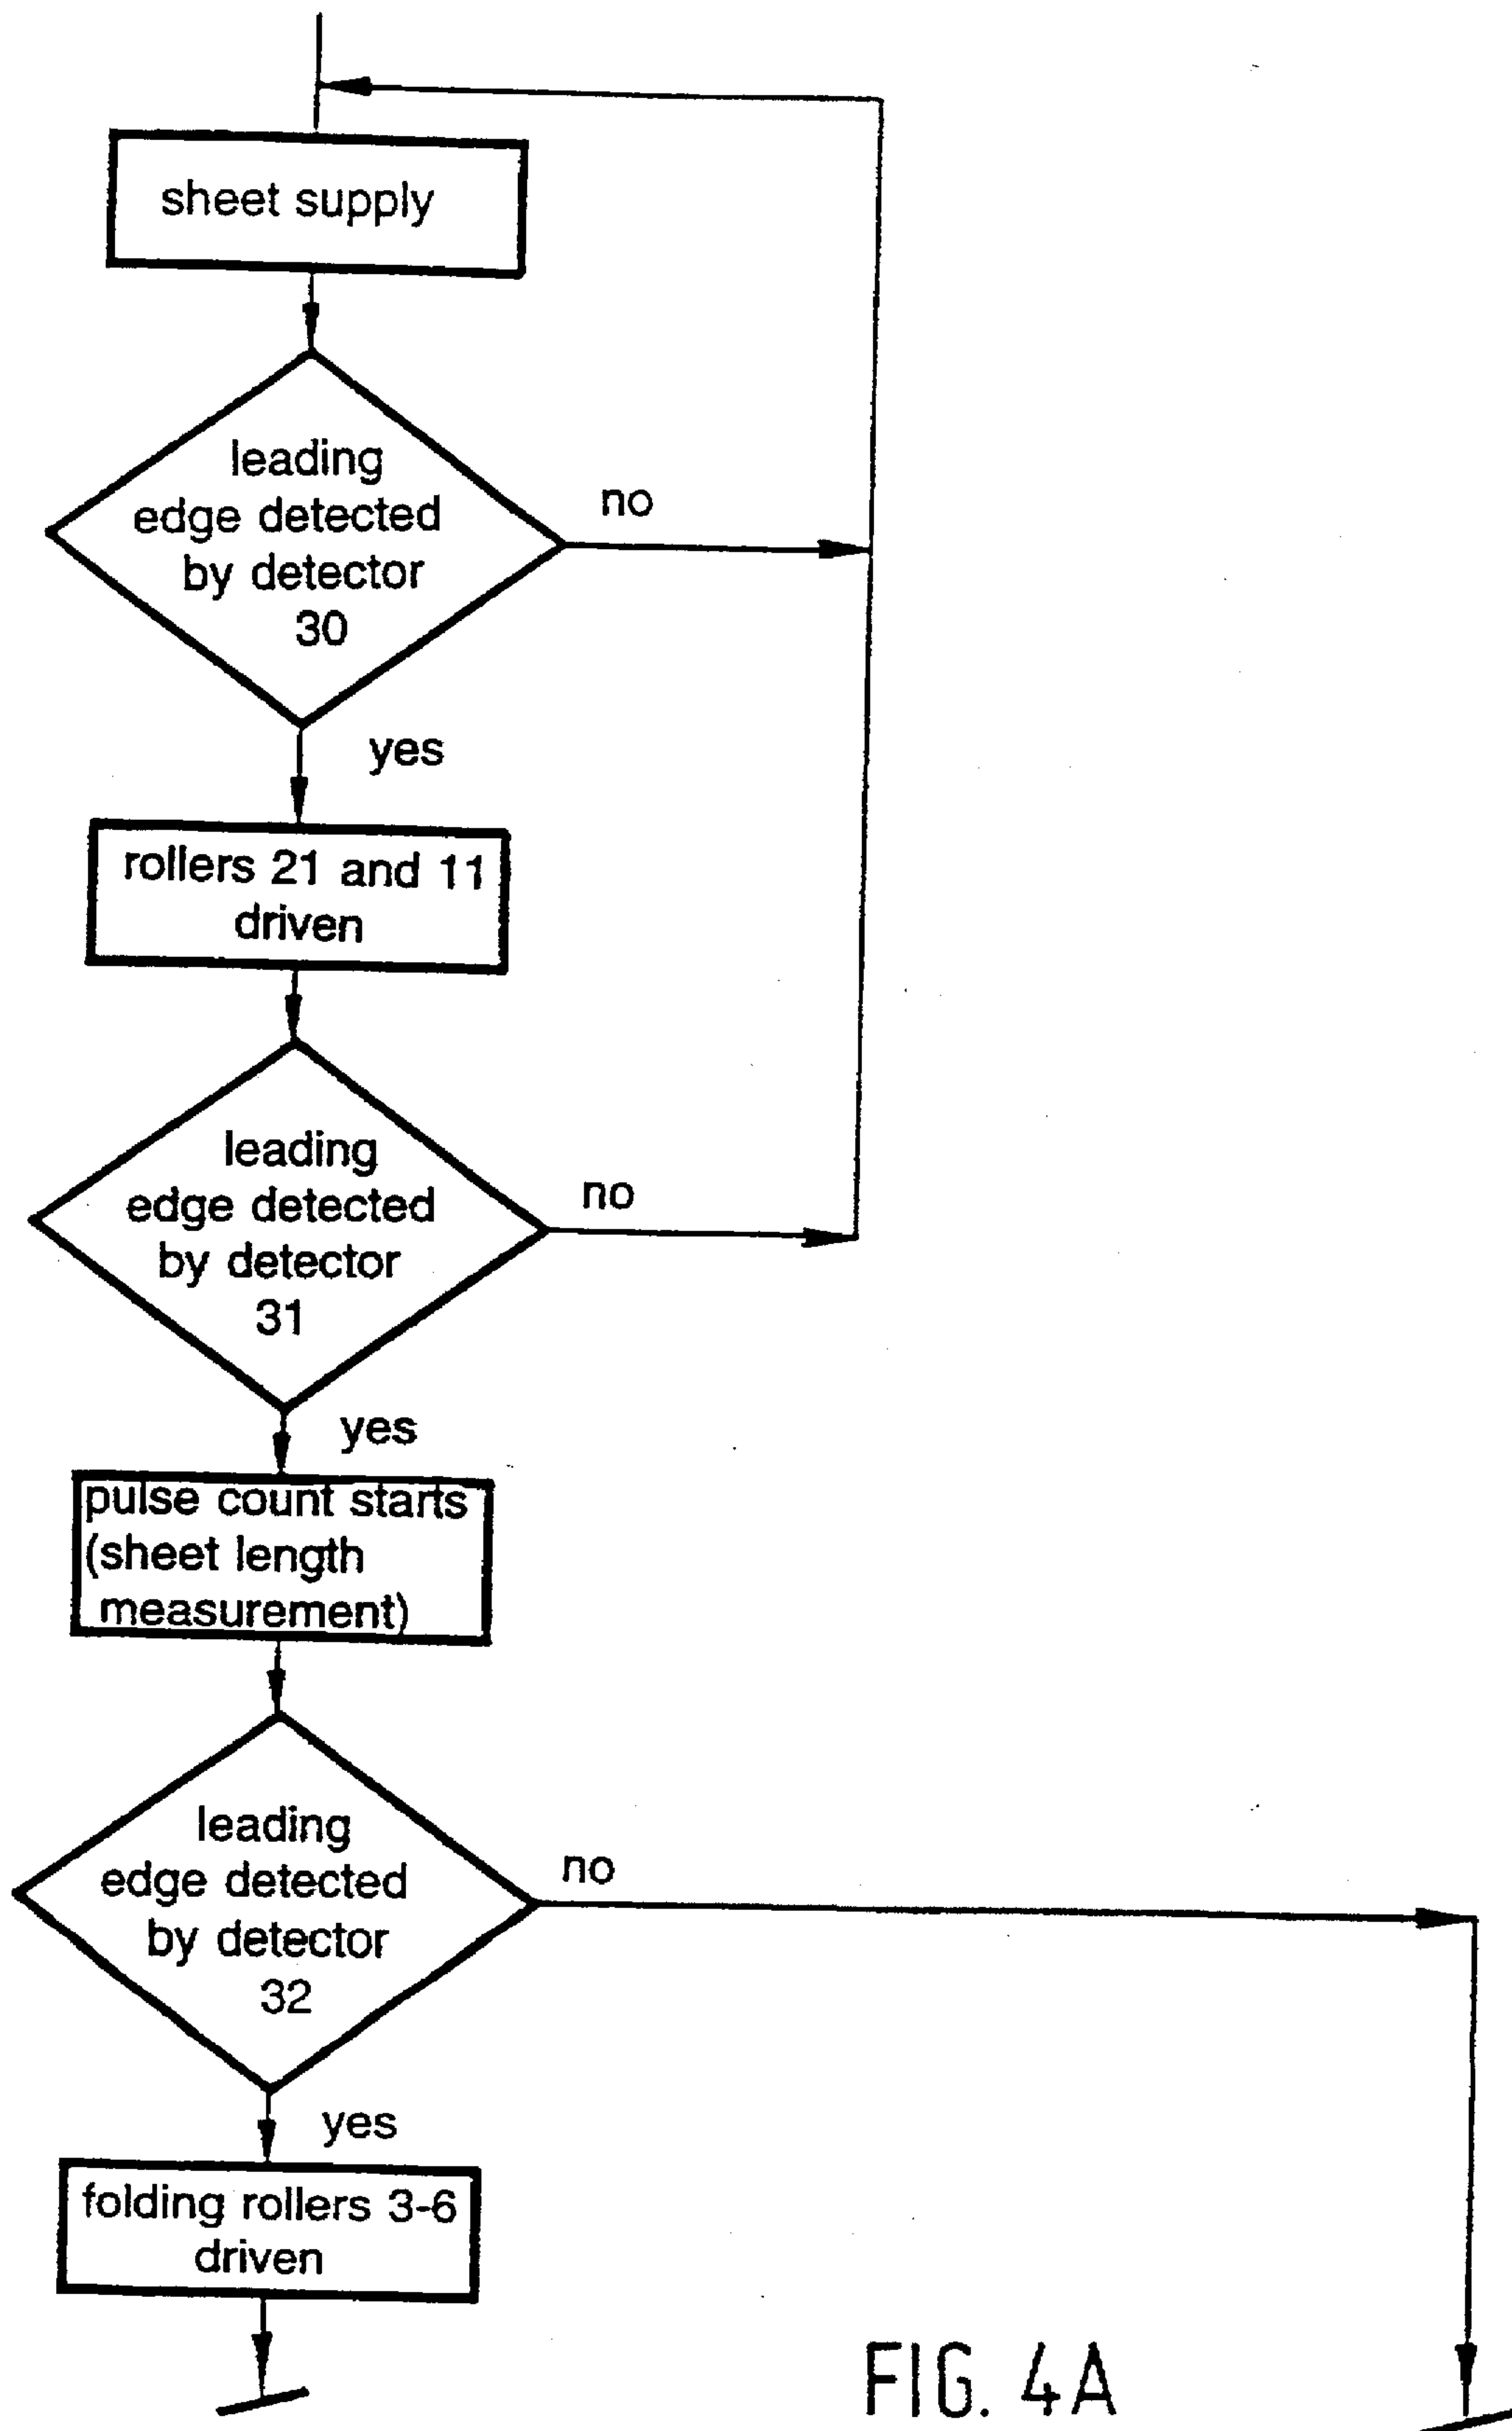 sheet supply
leading
edge detected
by detector
30
no
yes
rollers 21 and 11
driven
leading
edge detected
by detector
31
no
yes
pulse count starts
(sheet length
measurement)
leading
edge detected
by detector
32
no
yes
folding rollers 3-6
driven
FIG. 4A